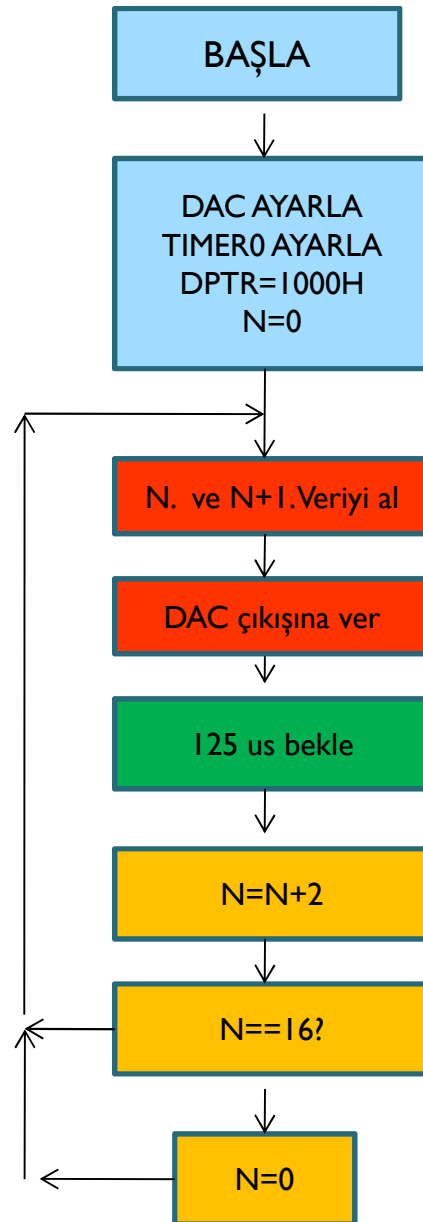 BAŞLA
DAC AYARLA
TIMER0 AYARLA
DPTR=1000H
N=0
N. ve N+1.Veriyi al
DAC çıkışına ver
125 us bekle
N=N+2
N==16?
N=0